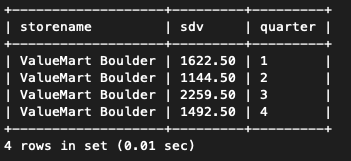 +--------------------+---------+---------+
| storename          | sdv     | quarter |
+--------------------+---------+---------+
| ValueMart Boulder | 1622.50 | 1       |
| ValueMart Boulder | 1144.50 | 2       |
| ValueMart Boulder | 2259.50 | 3       |
| ValueMart Boulder | 1492.50 | 4       |
+--------------------+---------+---------+
4 rows in set (0.01 sec)